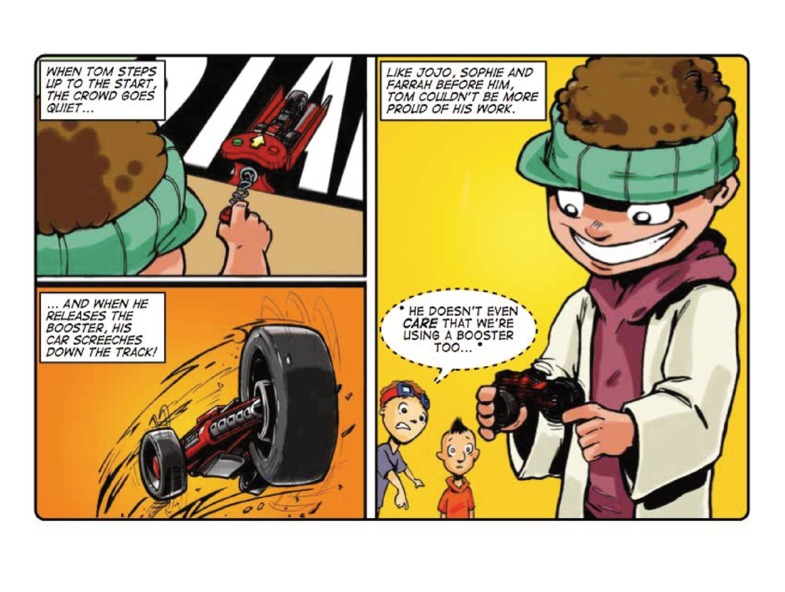 WHEN TOM STEPS
UP TO THE START,
THE CROWD GOES
QUIET...
... AND WHEN HE
RELEASES THE
BOOSTER, HIS
CAR SCREECHES
DOWN THE TRACK!
LIKE JOJO, SOPHIE AND
FARRAH BEFORE HIM,
TOM COULDN'T BE MORE
PROUD OF HIS WORK.
" HE DOESN'T EVEN
CARE THAT WE'RE
USING A BOOSTER
TOO... "